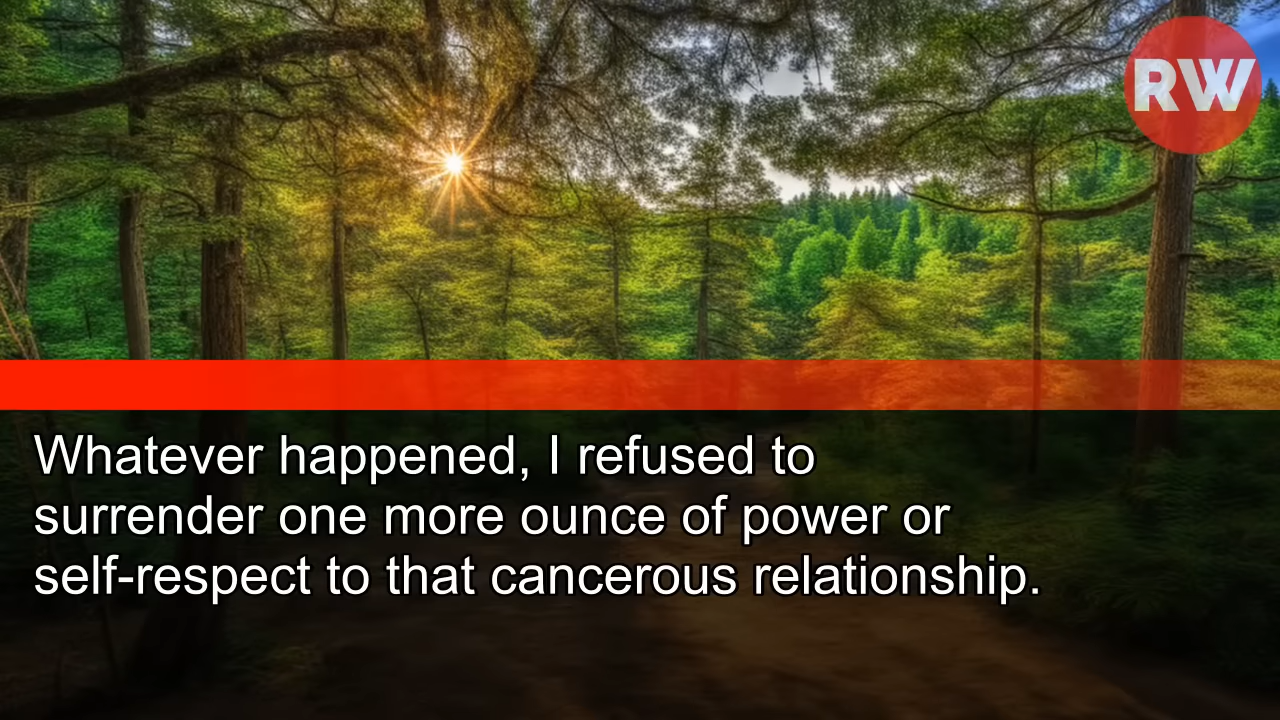 RW
Whatever happened, I refused to
surrender one more ounce of power or
self-respect to that cancerous relationship.